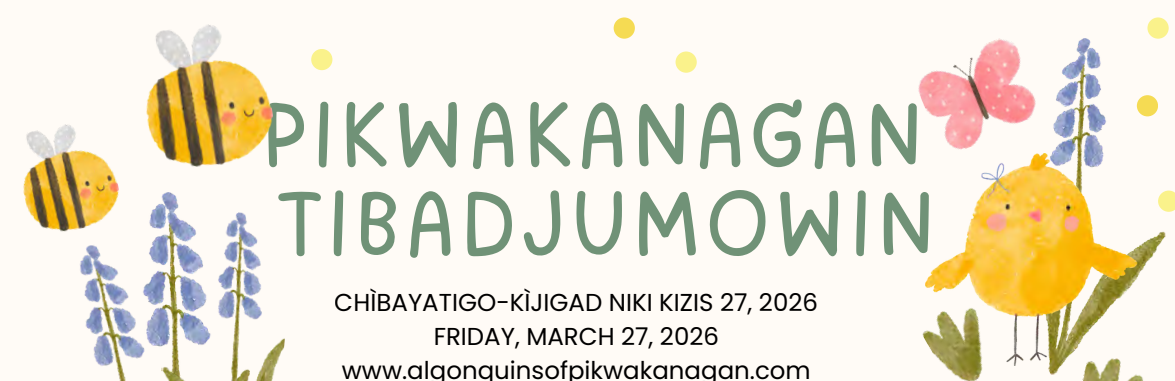 PIKWAKANAGAN
TIBADJUMOWIN
CHÌBAYATIGO-KÌJIGAD NIKI KIZIS 27, 2026
FRIDAY, MARCH 27, 2026
www.algonquinsofpikwakanagan.com